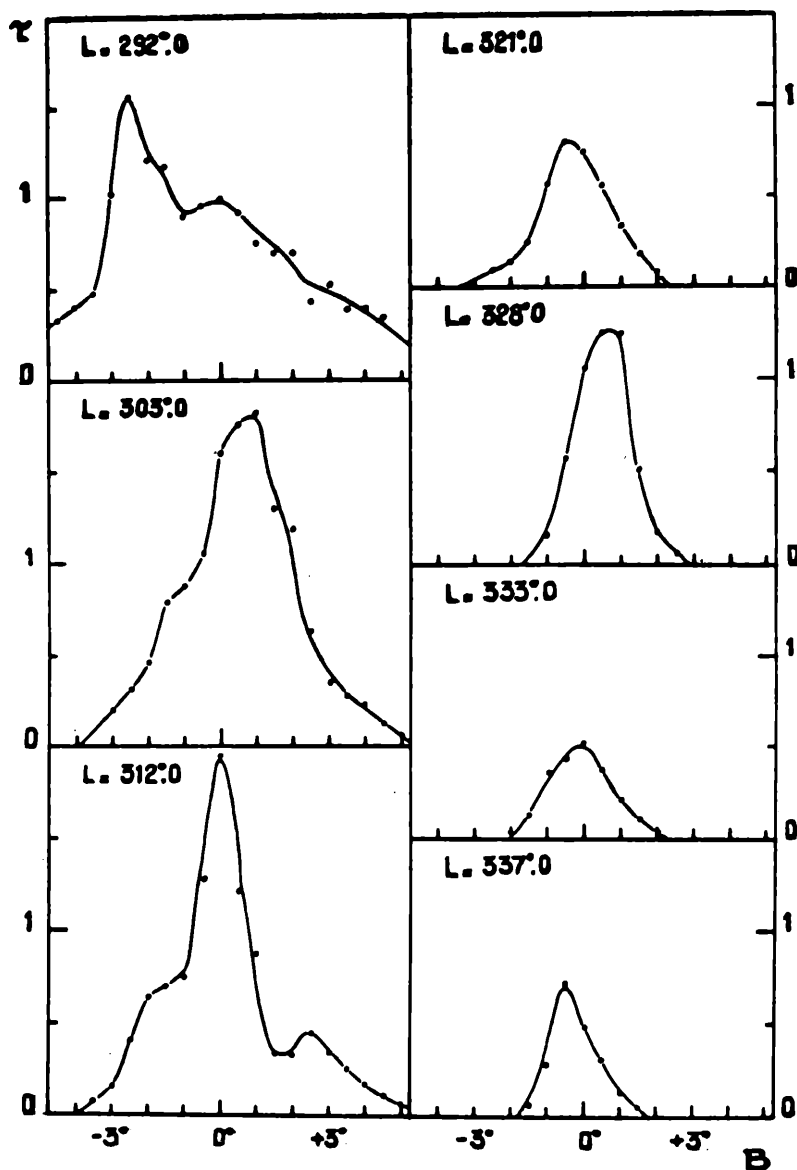 τ
L = 292°.0
1
0
L = 303°.0
1
0
L = 312°.0
1
0
-3° 0° +3°
L = 321°.0
1
0
L = 328°.0
1
0
L = 333°.0
1
0
L = 337°.0
1
0
-3° 0° +3°
B